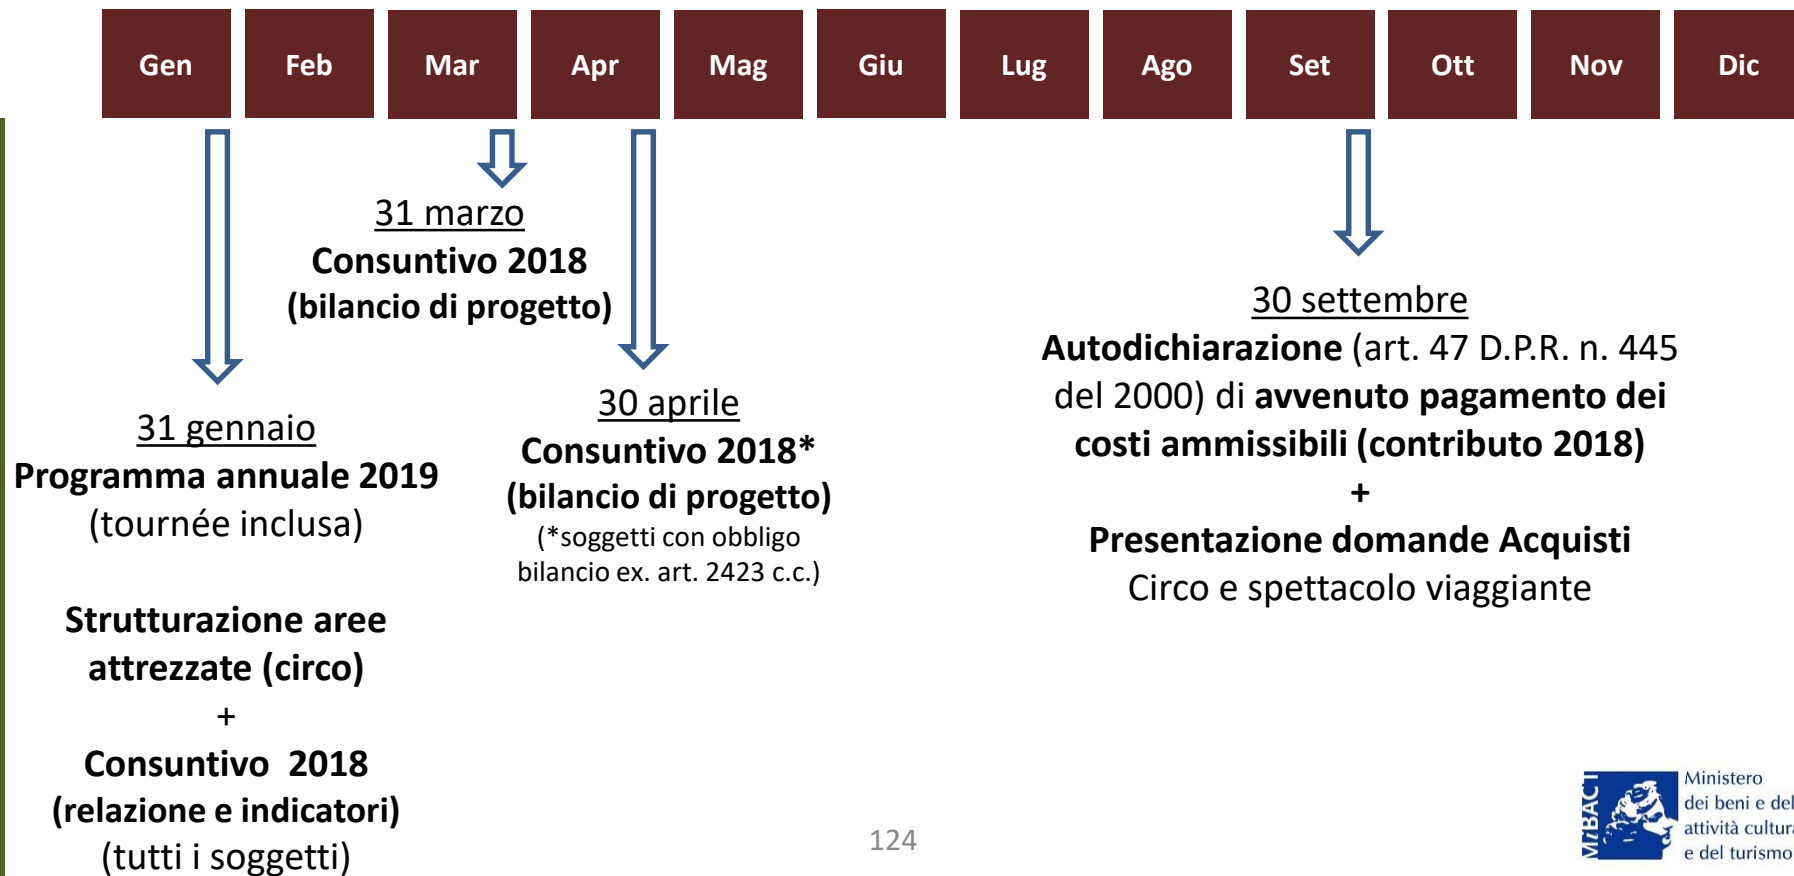 Gen Feb Mar Apr Mag Giu Lug Ago Set Ott Nov Dic
31 gennaio
Programma annuale 2019
(tournée inclusa)
Strutturazione aree
attrezzate (circo)
+
Consuntivo 2018
(relazione e indicatori)
(tutti i soggetti)
31 marzo
Consuntivo 2018
(bilancio di progetto)
30 aprile
Consuntivo 2018*
(bilancio di progetto)
(*soggetti con obbligo
bilancio ex. art. 2423 c.c.)
30 settembre
Autodichiarazione (art. 47 D.P.R. n. 445
del 2000) di avvenuto pagamento dei
costi ammissibili (contributo 2018)
+
Presentazione domande Acquisti
Circo e spettacolo viaggiante
124
MiBACT
Ministero
dei beni e del
attività cultura
e del turismo